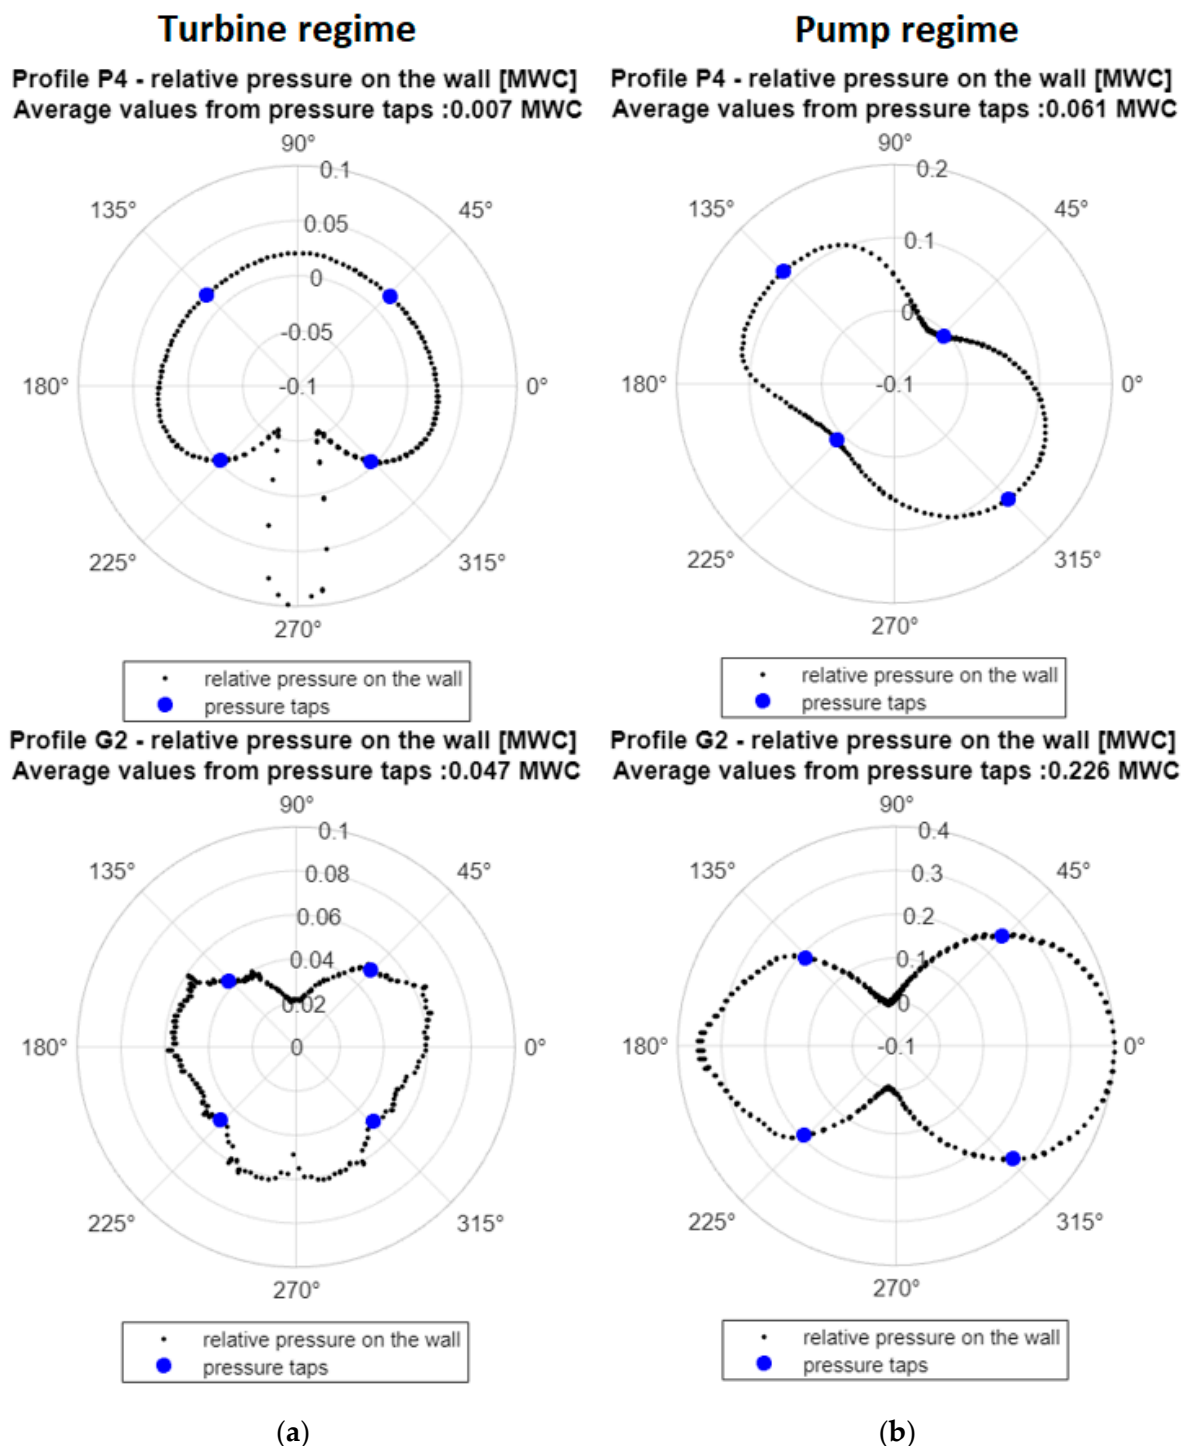 Turbine regime
Pump regime
Profile P4 - relative pressure on the wall [MWC]
Average values from pressure taps :0.007 MWC
90°
0.1
135°
45°
0.05
0
-0.05
180°
-0.1
0°
225°
315°
270°
relative pressure on the wall
pressure taps
Profile P4 - relative pressure on the wall [MWC]
Average values from pressure taps :0.061 MWC
90°
0.2
135°
45°
0.1
0
180°
-0.1
0°
225°
315°
270°
relative pressure on the wall
pressure taps
Profile G2 - relative pressure on the wall [MWC]
Average values from pressure taps :0.047 MWC
90°
0.1
135°
45°
0.08
0.06
0.04
0.02
180°
0
0°
225°
315°
270°
relative pressure on the wall
pressure taps
Profile G2 - relative pressure on the wall [MWC]
Average values from pressure taps :0.226 MWC
90°
0.4
135°
45°
0.3
0.2
0.1
0
180°
-0.1
0°
225°
315°
270°
relative pressure on the wall
pressure taps
(a)
(b)